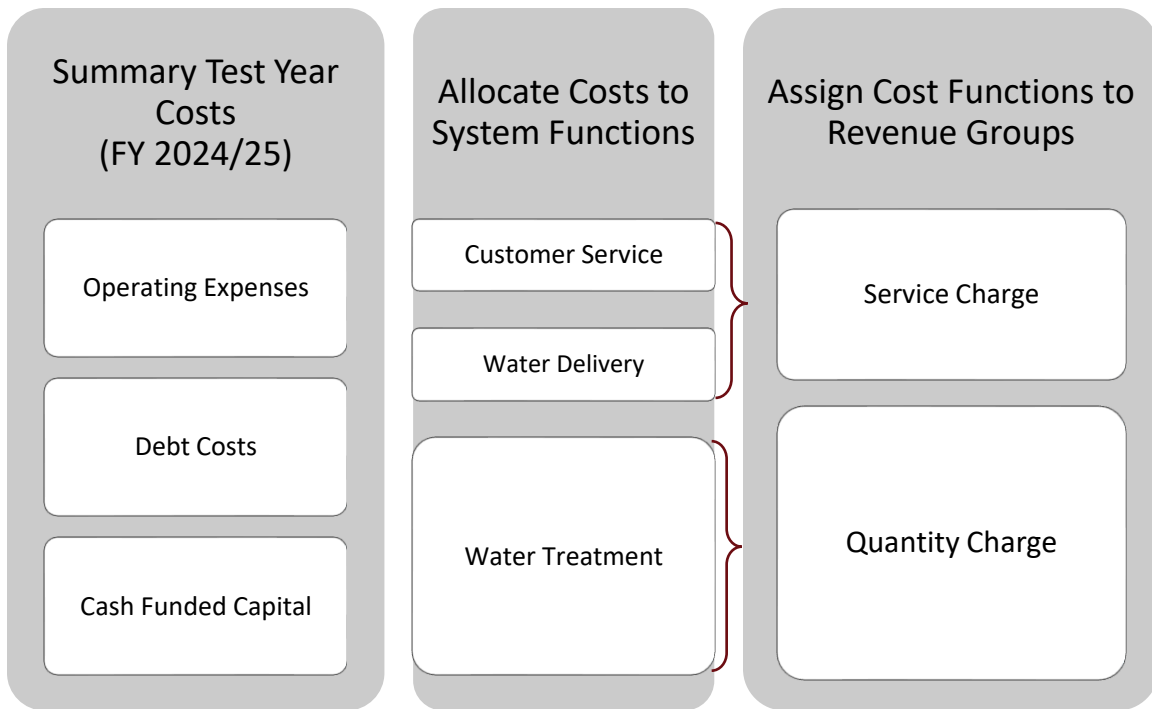 Summary Test Year
Costs
(FY 2024/25)
Operating Expenses
Debt Costs
Cash Funded Capital
Allocate Costs to
System Functions
Customer Service
Water Delivery
Water Treatment
Assign Cost Functions to
Revenue Groups
Service Charge
Quantity Charge